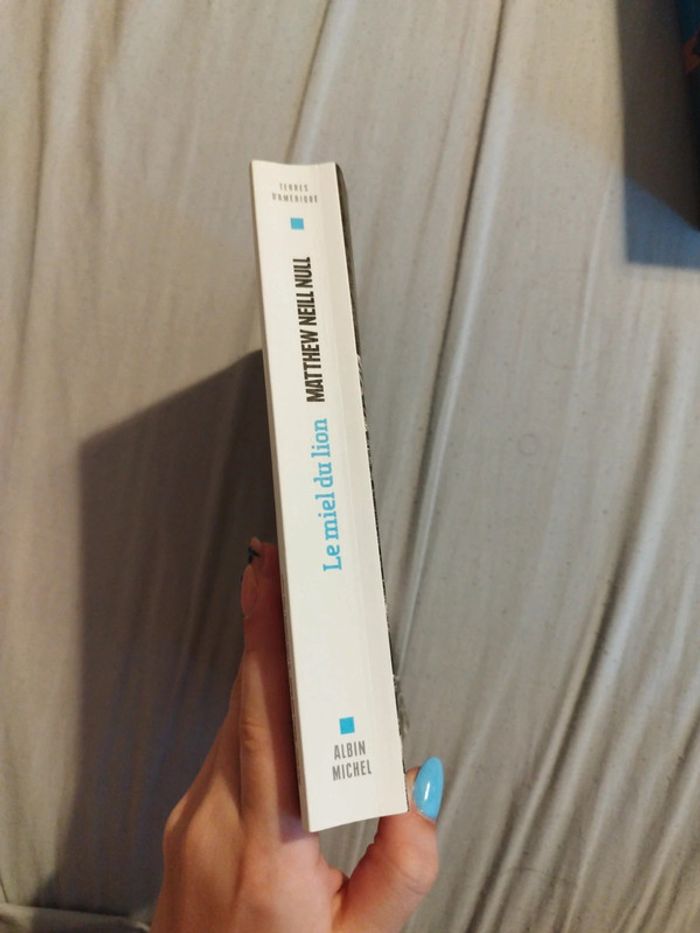 TERRES
D'AMÉRIQUE
MATTHEW NEILL NULL
Le miel du lion
ALBIN
MICHEL